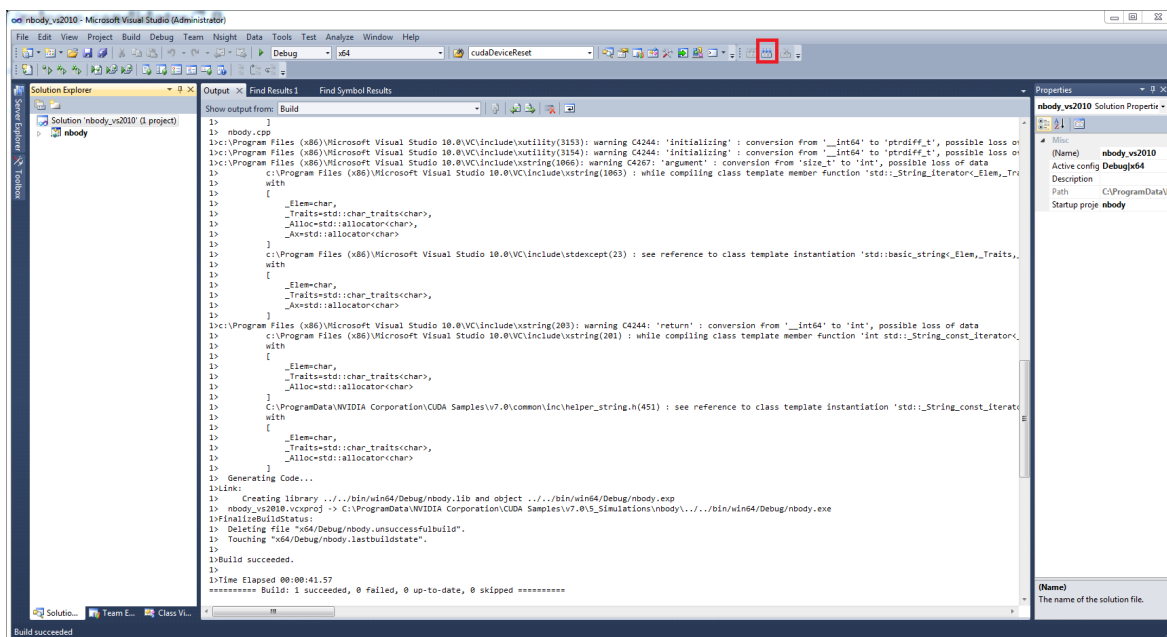 nbody_vs2010 - Microsoft Visual Studio (Administrator)
File Edit View Project Build Debug Team Nsight Data Tools Test Analyze Window Help
Debug x64 cudaDeviceReset
Solution Explorer
Solution 'nbody_vs2010' (1 project)
nbody
Server Explorer
Toolbox
Output Find Results 1 Find Symbol Results
Show output from: Build
1> ]
1> nbody.cpp
1>c:\Program Files (x86)\Microsoft Visual Studio 10.0\VC\include\xutility(3153): warning C4244: 'initializing' : conversion from '__int64' to 'ptrdiff_t', possible loss o
1>c:\Program Files (x86)\Microsoft Visual Studio 10.0\VC\include\xutility(3154): warning C4244: 'initializing' : conversion from '__int64' to 'ptrdiff_t', possible loss o
1>c:\Program Files (x86)\Microsoft Visual Studio 10.0\VC\include\xstring(1066): warning C4267: 'argument' : conversion from 'size_t' to 'int', possible loss of data
1> c:\Program Files (x86)\Microsoft Visual Studio 10.0\VC\include\xstring(1063) : while compiling class template member function 'std::_String_iterator<_Elem,_Tra
1> with
1> [
1> _Elem=char,
1> _Traits=std::char_traits<char>,
1> _Alloc=std::allocator<char>,
1> _Ax=std::allocator<char>
1> ]
1> c:\Program Files (x86)\Microsoft Visual Studio 10.0\VC\include\stdexcept(23) : see reference to class template instantiation 'std::basic_string<_Elem,_Traits,_
1> with
1> [
1> _Elem=char,
1> _Traits=std::char_traits<char>,
1> _Ax=std::allocator<char>
1> ]
1>c:\Program Files (x86)\Microsoft Visual Studio 10.0\VC\include\xstring(203): warning C4244: 'return' : conversion from '__int64' to 'int', possible loss of data
1> c:\Program Files (x86)\Microsoft Visual Studio 10.0\VC\include\xstring(201) : while compiling class template member function 'int std::_String_const_iterator<_
1> with
1> [
1> _Elem=char,
1> _Traits=std::char_traits<char>,
1> _Alloc=std::allocator<char>
1> ]
1> C:\ProgramData\NVIDIA Corporation\CUDA Samples\v7.0\common\inc\helper_string.h(451) : see reference to class template instantiation 'std::_String_const_iterato
1> with
1> [
1> _Elem=char,
1> _Traits=std::char_traits<char>,
1> _Alloc=std::allocator<char>
1> ]
1> Generating Code...
1>Link:
1> Creating library ../../bin/win64/Debug/nbody.lib and object ../../bin/win64/Debug/nbody.exp
1> nbody_vs2010.vcxproj -> C:\ProgramData\NVIDIA Corporation\CUDA Samples\v7.0\5_Simulations\nbody\../../bin/win64/Debug/nbody.exe
1>FinalizeBuildStatus:
1> Deleting file "x64/Debug/nbody.unsuccessfulbuild".
1> Touching "x64/Debug/nbody.lastbuildstate".
1>
1>Build succeeded.
1>
1>Time Elapsed 00:00:41.57
========== Build: 1 succeeded, 0 failed, 0 up-to-date, 0 skipped ==========
Properties
nbody_vs2010 Solution Propertie
Misc
(Name) nbody_vs2010
Active config Debug|x64
Description
Path C:\ProgramData\
Startup proje nbody
(Name)
The name of the solution file.
Solutio... Team E... Class Vi...
Build succeeded